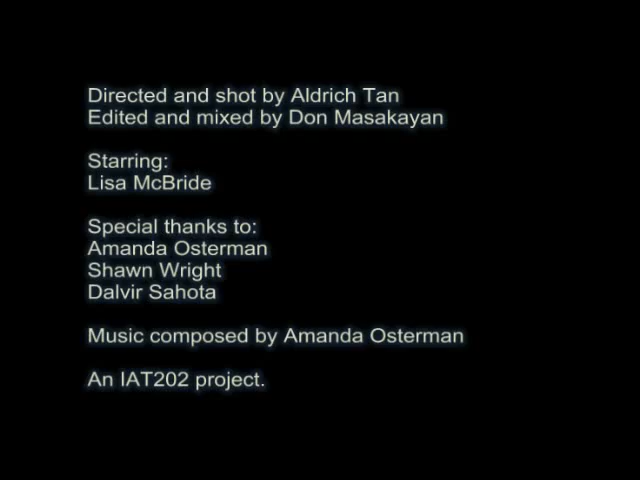 Directed and shot by Aldrich Tan
Edited and mixed by Don Masakayan
Starring:
Lisa McBride
Special thanks to:
Amanda Osterman
Shawn Wright
Dalvir Sahota
Music composed by Amanda Osterman
An IAT202 project.